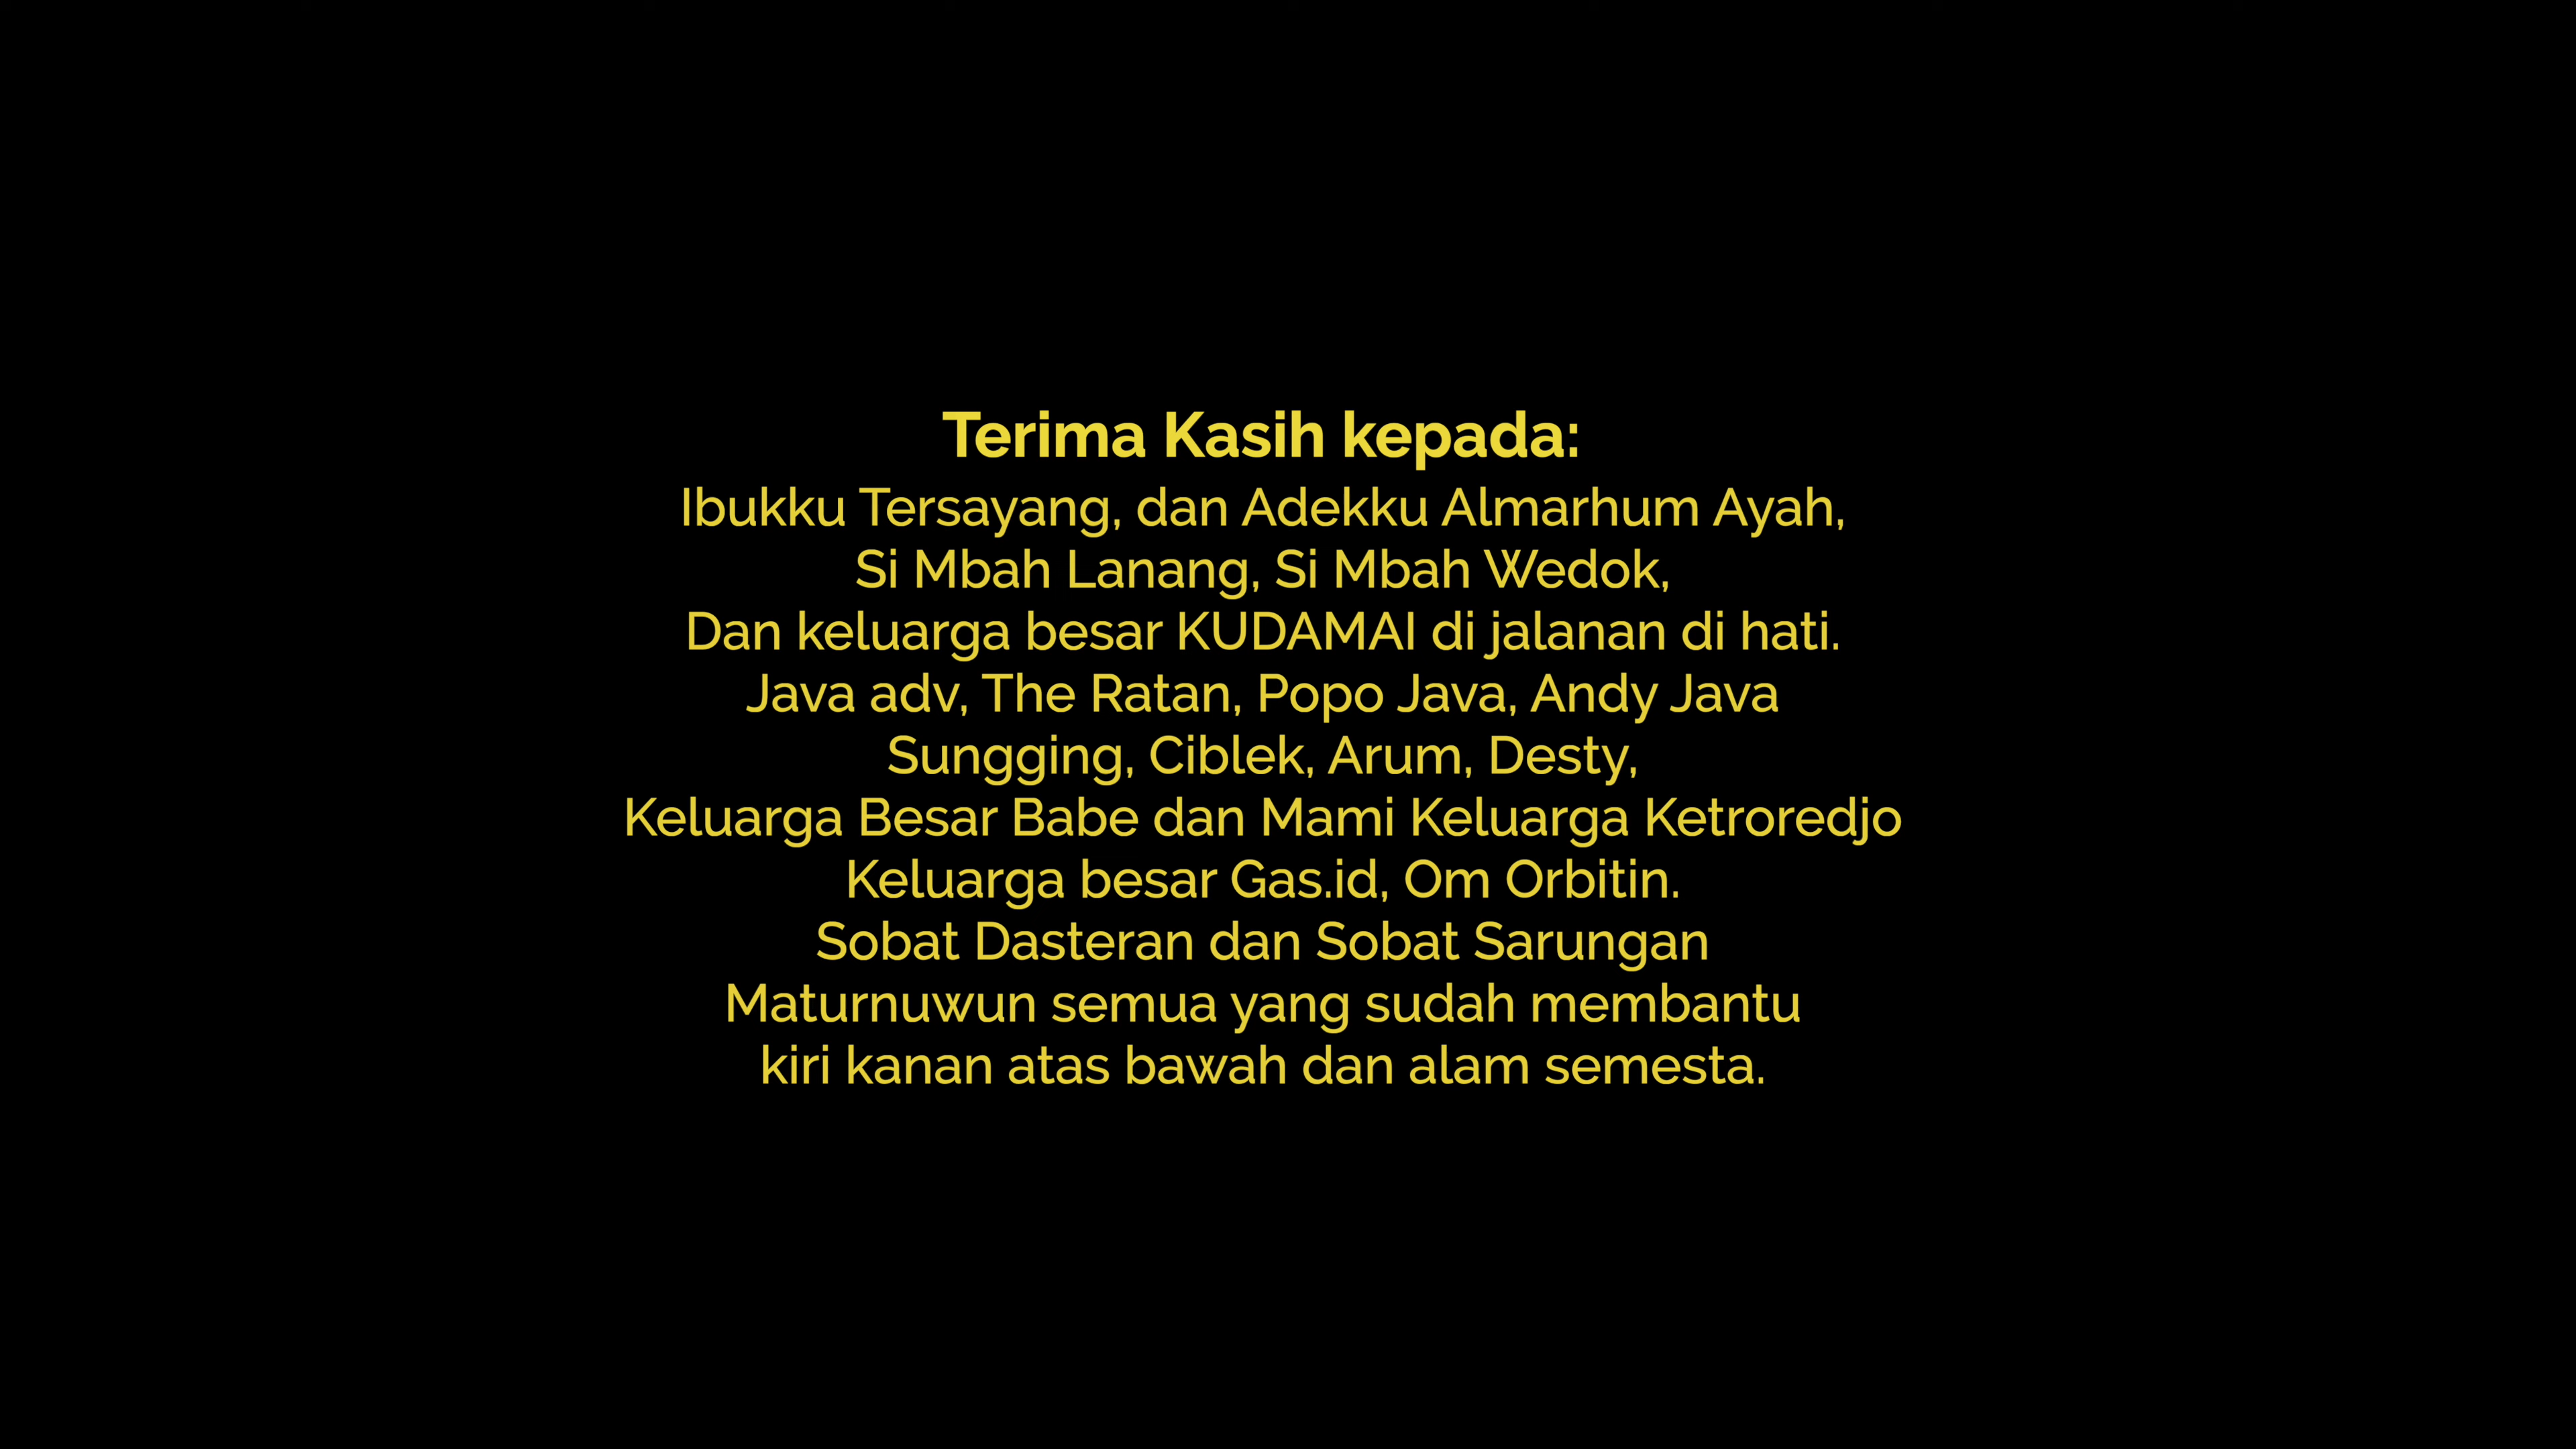 Terima Kasih kepada:
Ibukku Tersayang, dan Adekku Almarhum Ayah,
Si Mbah Lanang, Si Mbah Wedok,
Dan keluarga besar KUDAMAI di jalanan di hati.
Java adv, The Ratan, Popo Java, Andy Java
Sungging, Ciblek, Arum, Desty,
Keluarga Besar Babe dan Mami Keluarga Ketroredjo
Keluarga besar Gas.id, Om Orbitin.
Sobat Dasteran dan Sobat Sarungan
Maturnuwun semua yang sudah membantu
kiri kanan atas bawah dan alam semesta.